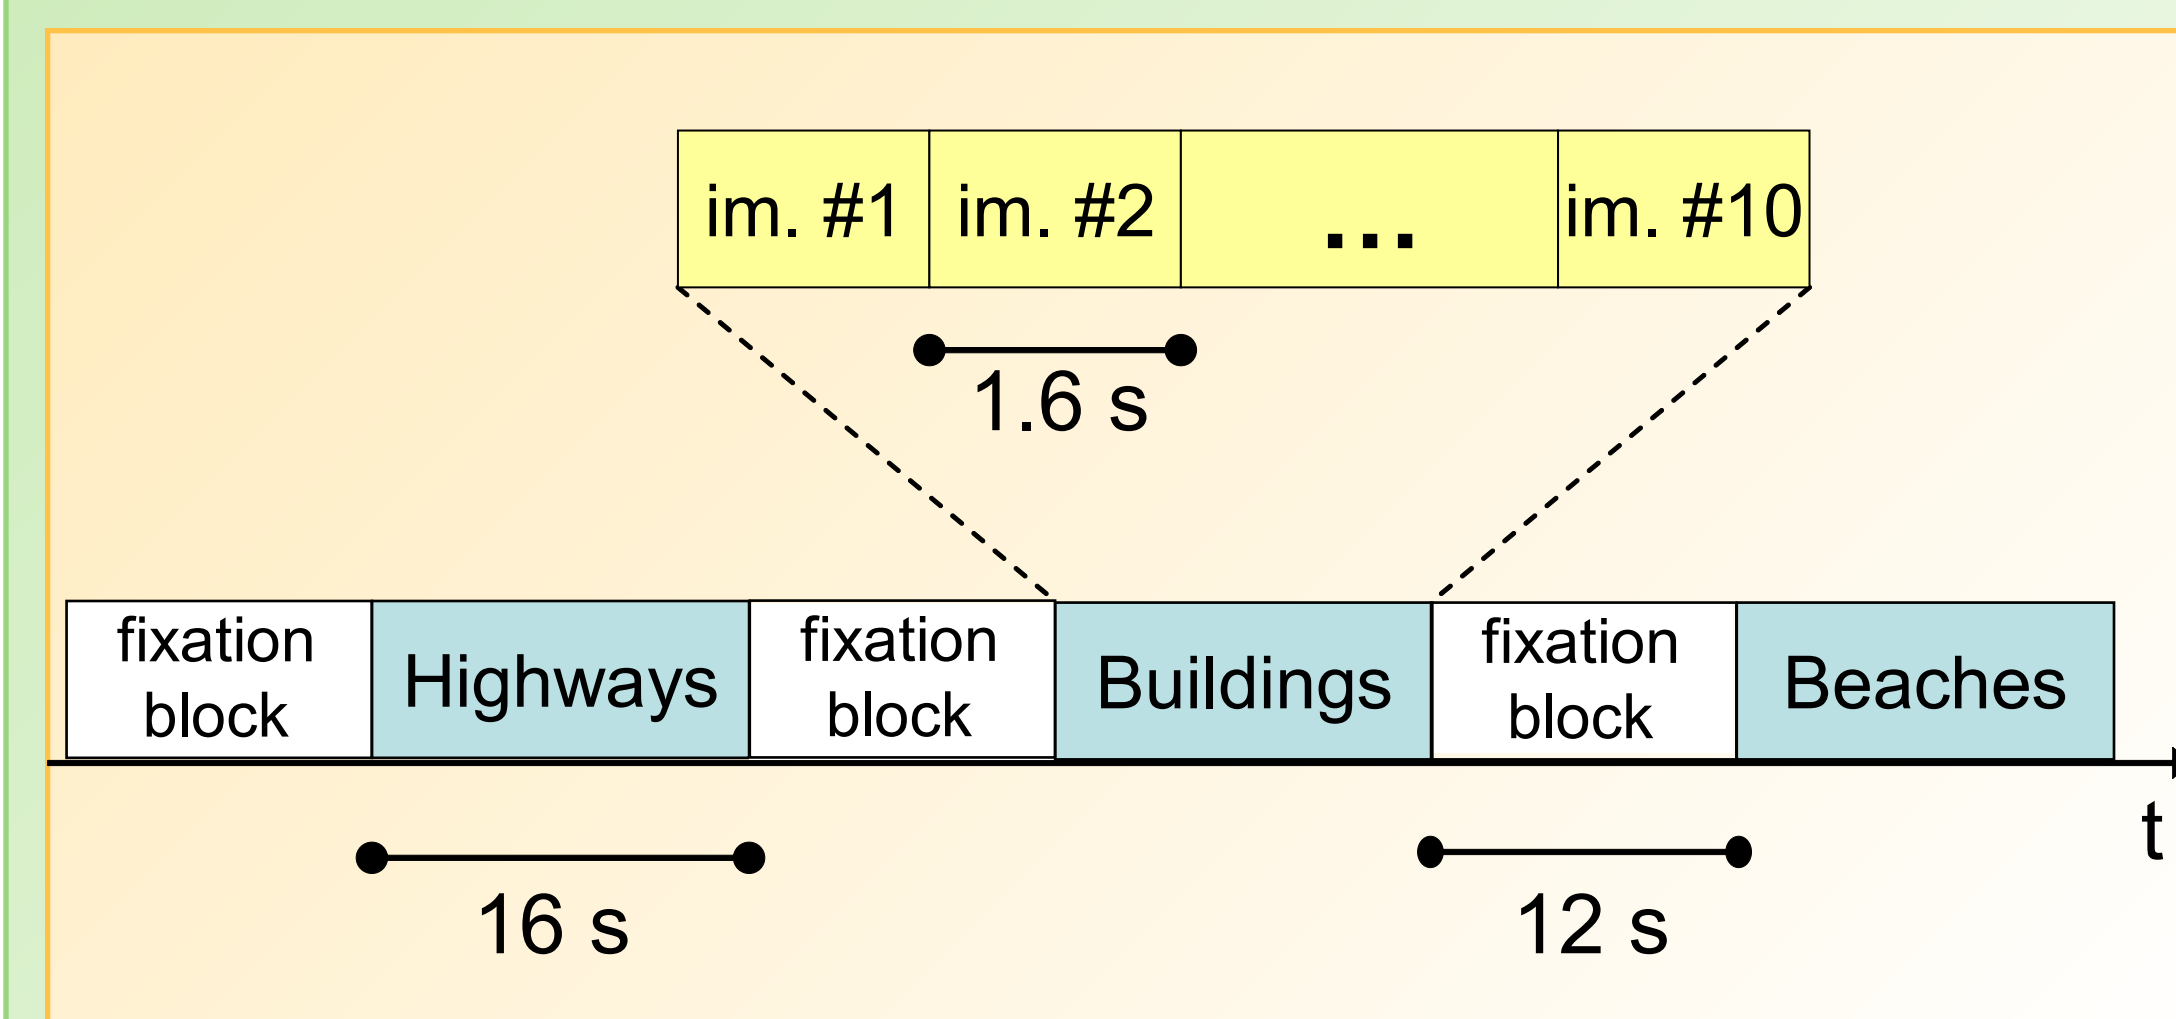 im. #1 im. #2 ... im. #10
1.6 s
fixation block
Highways
fixation block
Buildings
fixation block
Beaches
t
16 s
12 s